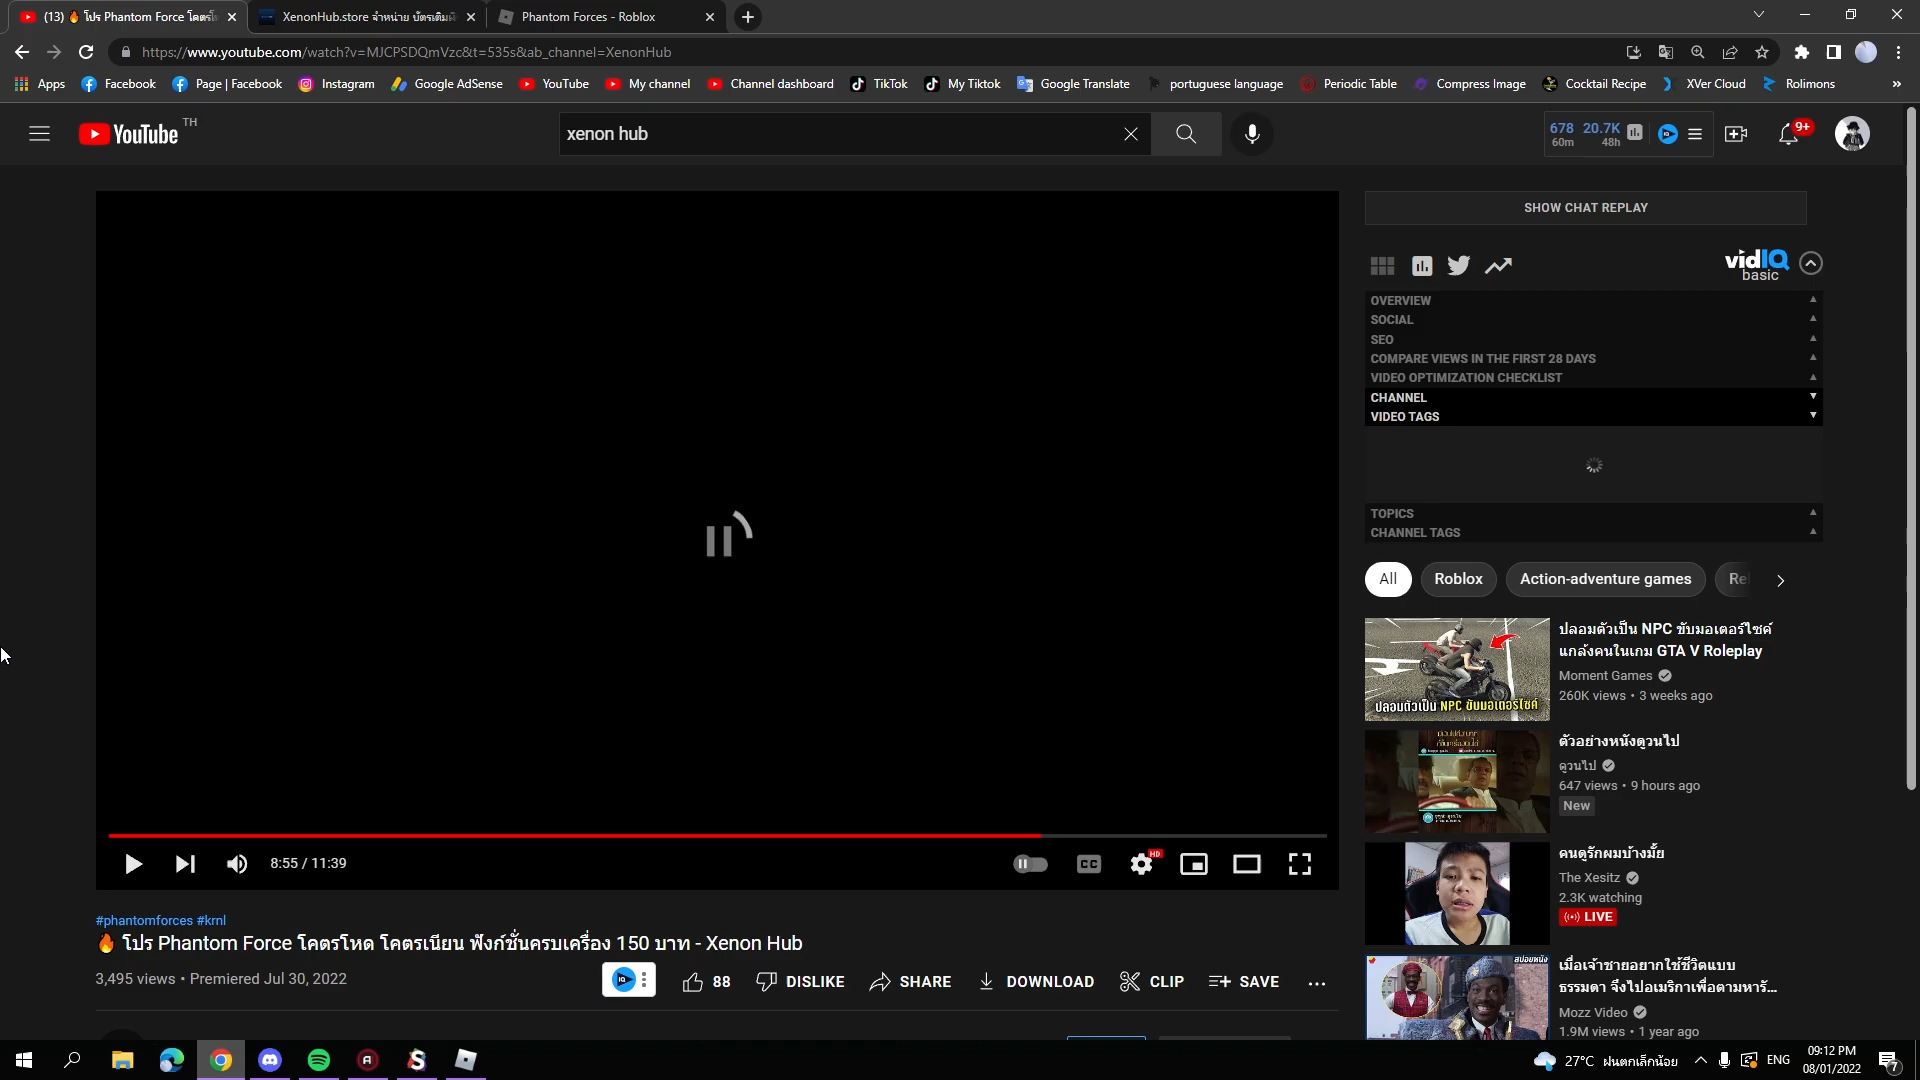 (13) 🔥 โปร Phantom Force
XenonHub.store จำหน่าย
Phantom Forces - Roblox
https://www.youtube.com/watch?v=MJCPSDQmVzc&t=535s&ab_channel=XenonHub
Apps Facebook Page | Facebook Instagram Google AdSense YouTube My channel Channel dashboard TikTok My Tiktok Google Translate portuguese language Periodic Table Compress Image Cocktail Recipe XVer Cloud Rolimons »
YouTube TH
xenon hub
678 20.7K
60m 48h
9+
SHOW CHAT REPLAY
vidIQ
basic
OVERVIEW
SOCIAL
SEO
COMPARE VIEWS IN THE FIRST 28 DAYS
VIDEO OPTIMIZATION CHECKLIST
CHANNEL
VIDEO TAGS
TOPICS
CHANNEL TAGS
All Roblox Action-adventure games Rel
ปลอมตัวเป็น NPC ขับมอเตอร์ไซค์
ปลอมตัวเป็น NPC ขับมอเตอร์ไซค์
แกล้งคนในเกม GTA V Roleplay
Moment Games
260K views • 3 weeks ago
ตัวอย่างหนังดูวนไป
ดูวนไป
647 views • 9 hours ago
New
8:55 / 11:39
CC
HD
คนดูรักผมบ้างมั้ย
The Xesitz
2.3K watching
LIVE
#phantomforces #krnl
🔥 โปร Phantom Force โคตรโหด โคตรเนียน ฟังก์ชั่นครบเครื่อง 150 บาท - Xenon Hub
3,495 views • Premiered Jul 30, 2022
88 DISLIKE SHARE DOWNLOAD CLIP SAVE
สปอยหนัง
เมื่อเจ้าชายอยากใช้ชีวิตแบบ
ธรรมดา จึงไปอเมริกาเพื่อตามหารั...
Mozz Video
1.9M views • 1 year ago
27°C ฝนตกเล็กน้อย
ENG
09:12 PM
08/01/2022
7